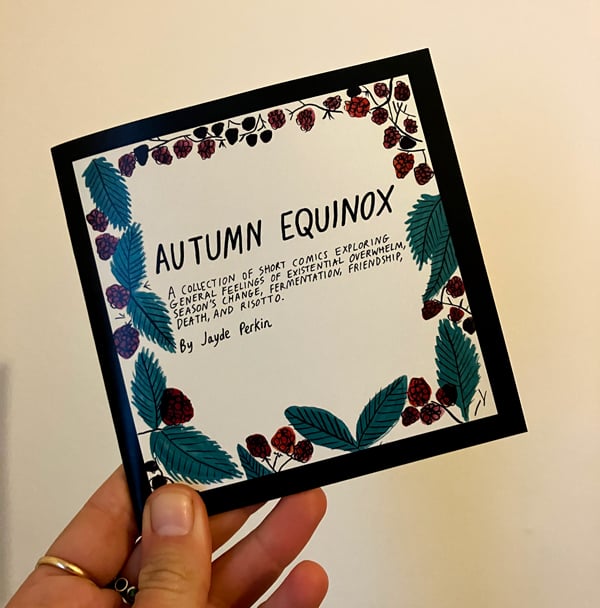 AUTUMN EQUINOX
A COLLECTION OF SHORT COMICS EXPLORING
GENERAL FEELINGS OF EXISTENTIAL OVERWHELM,
SEASON'S CHANGE, FERMENTATION, FRIENDSHIP,
DEATH, AND RISOTTO.
By Jayde Perkin